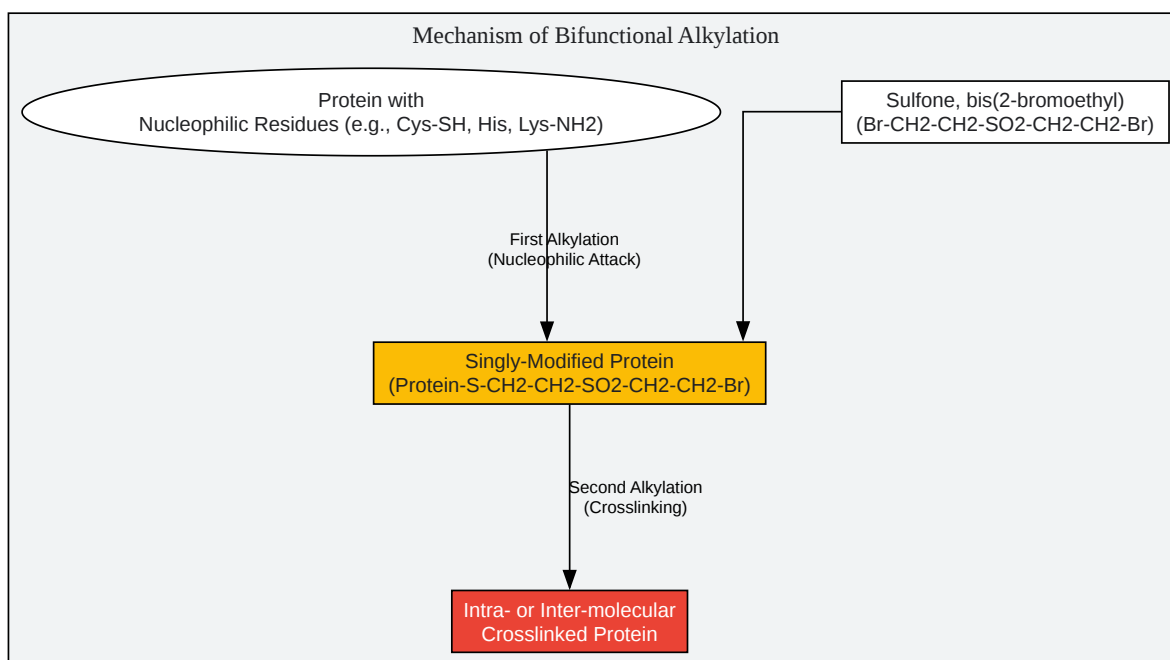 Mechanism of Bifunctional Alkylation
Protein with
Nucleophilic Residues (e.g., Cys-SH, His, Lys-NH2)
Sulfone, bis(2-bromoethyl)
(Br-CH2-CH2-SO2-CH2-CH2-Br)
First Alkylation
(Nucleophilic Attack)
Singly-Modified Protein
(Protein-S-CH2-CH2-SO2-CH2-CH2-Br)
Second Alkylation
(Crosslinking)
Intra- or Inter-molecular
Crosslinked Protein